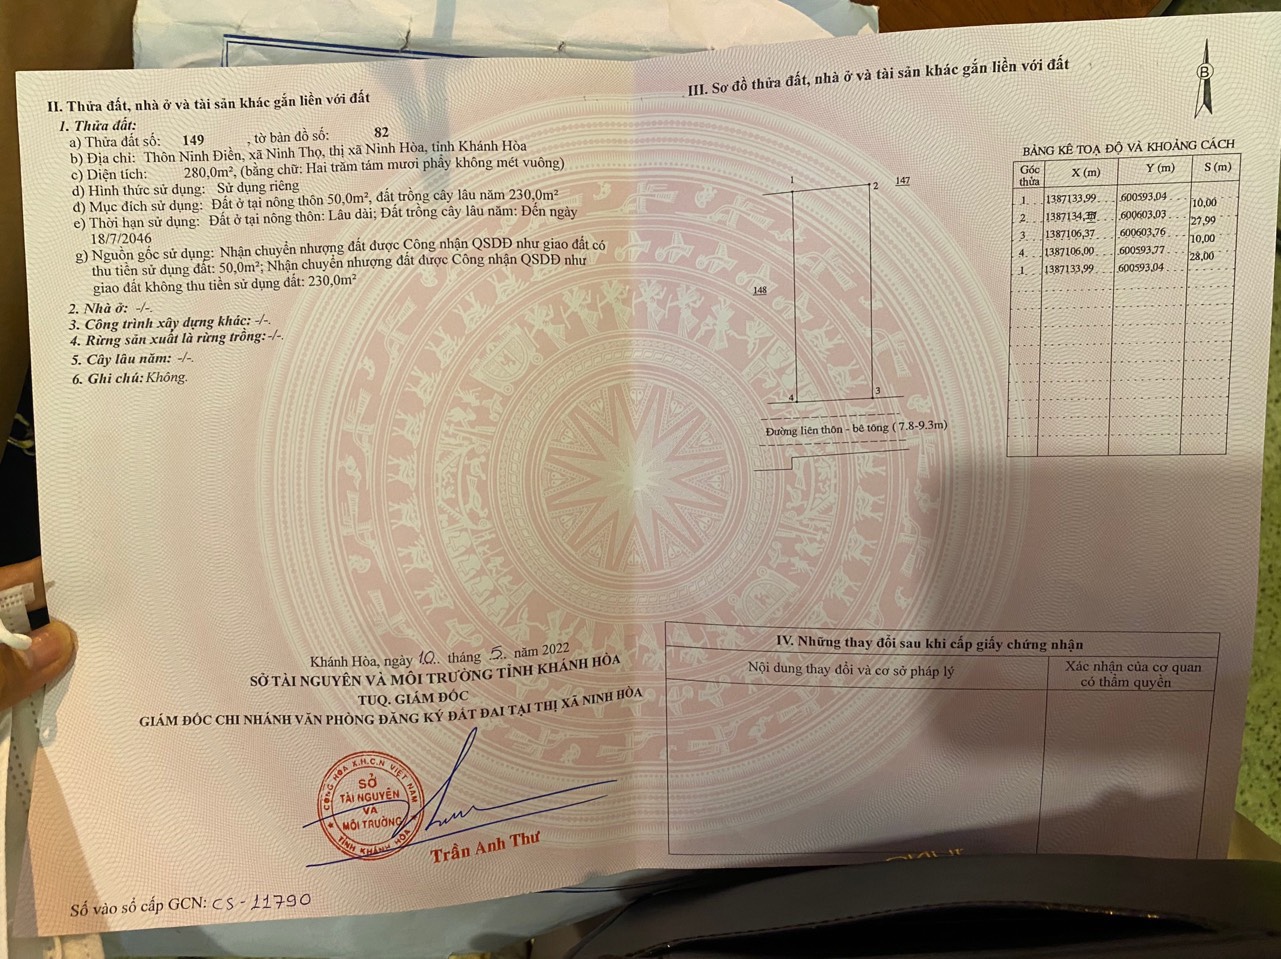 II. Thửa đất, nhà ở và tài sản khác gắn liền với đất
1. Thửa đất:
a) Thửa đất số: 149 , tờ bản đồ số: 82
b) Địa chỉ: Thôn Ninh Điền, xã Ninh Thọ, thị xã Ninh Hòa, tỉnh Khánh Hòa
c) Diện tích: 280,0m², (bằng chữ: Hai trăm tám mươi phẩy không mét vuông)
d) Hình thức sử dụng: Sử dụng riêng
đ) Mục đích sử dụng: Đất ở tại nông thôn 50,0m², đất trồng cây lâu năm 230,0m²
e) Thời hạn sử dụng: Đất ở tại nông thôn: Lâu dài; Đất trồng cây lâu năm: Đến ngày
18/7/2046
g) Nguồn gốc sử dụng: Nhận chuyển nhượng đất được Công nhận QSDĐ như giao đất có
thu tiền sử dụng đất: 50,0m²; Nhận chuyển nhượng đất được Công nhận QSDĐ như
giao đất không thu tiền sử dụng đất: 230,0m²
2. Nhà ở: -/-.
3. Công trình xây dựng khác: -/-.
4. Rừng sản xuất là rừng trồng:-/-.
5. Cây lâu năm: -/-.
6. Ghi chú: Không.
Khánh Hòa, ngày 10 tháng 5 năm 2022
SỞ TÀI NGUYÊN VÀ MÔI TRƯỜNG TỈNH KHÁNH HÒA
TUQ. GIÁM ĐỐC
GIÁM ĐỐC CHI NHÁNH VĂN PHÒNG ĐĂNG KÝ ĐẤT ĐAI TẠI THỊ XÃ NINH HÒA
CỘNG HÒA X.H.C.N VIỆT NAM
SỞ
TÀI NGUYÊN
VÀ
MÔI TRƯỜNG
TỈNH KHÁNH HÒA
Trần Anh Thư
Số vào sổ cấp GCN: CS-11790
III. Sơ đồ thửa đất, nhà ở và tài sản khác gắn liền với đất
B
1
2
147
148
4
3
Đường liên thôn - bê tông ( 7.8-9.3m)
BẢNG KÊ TOẠ ĐỘ VÀ KHOẢNG CÁCH
Góc thửa X (m) Y (m) S (m)
1 1387133,99 600593,04
10,00
2 1387134, 600603,03
27,99
3 1387106,37 600603,76
10,00
4 1387106,00 600593,77
28,00
1 1387133,99 600593,04
IV. Những thay đổi sau khi cấp giấy chứng nhận
Nội dung thay đổi và cơ sở pháp lý
Xác nhận của cơ quan
có thẩm quyền